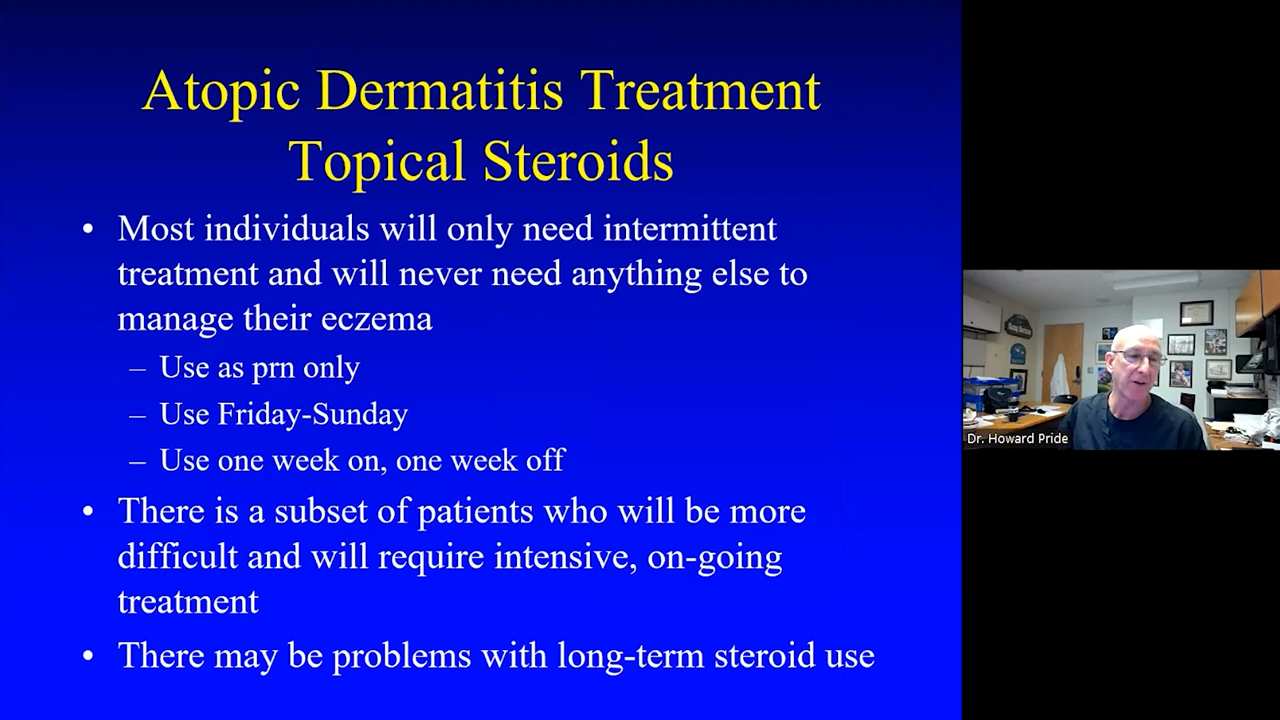 Atopic Dermatitis Treatment
Topical Steroids
• Most individuals will only need intermittent
treatment and will never need anything else to
manage their eczema
– Use as prn only
– Use Friday-Sunday
– Use one week on, one week off
• There is a subset of patients who will be more
difficult and will require intensive, on-going
treatment
• There may be problems with long-term steroid use
Dr. Howard Pride